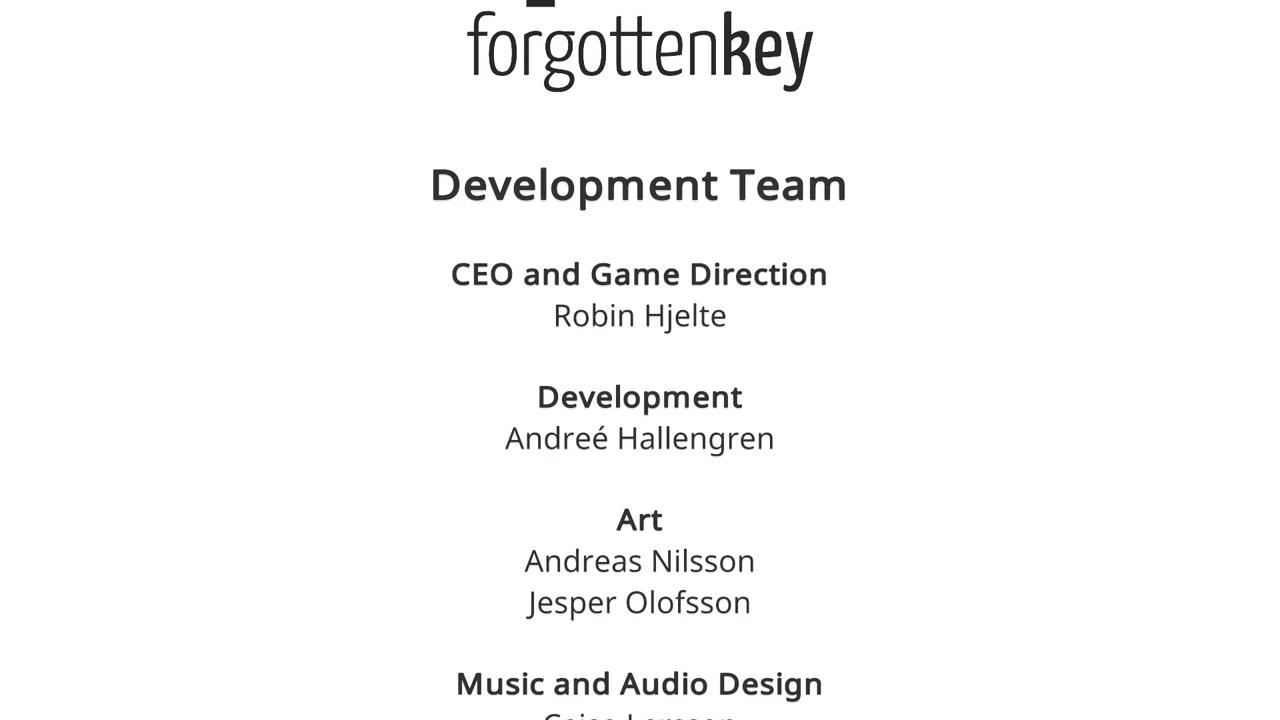 forgottenkey
Development Team
CEO and Game Direction
Robin Hjelte
Development
Andreé Hallengren
Art
Andreas Nilsson
Jesper Olofsson
Music and Audio Design